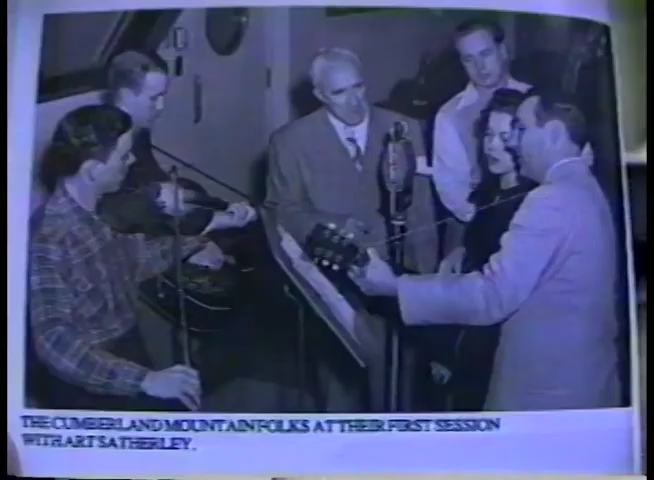 THE CUMBERLAND MOUNTAIN FOLKS AT THEIR FIRST SESSION
WITH ART SATHERLEY.